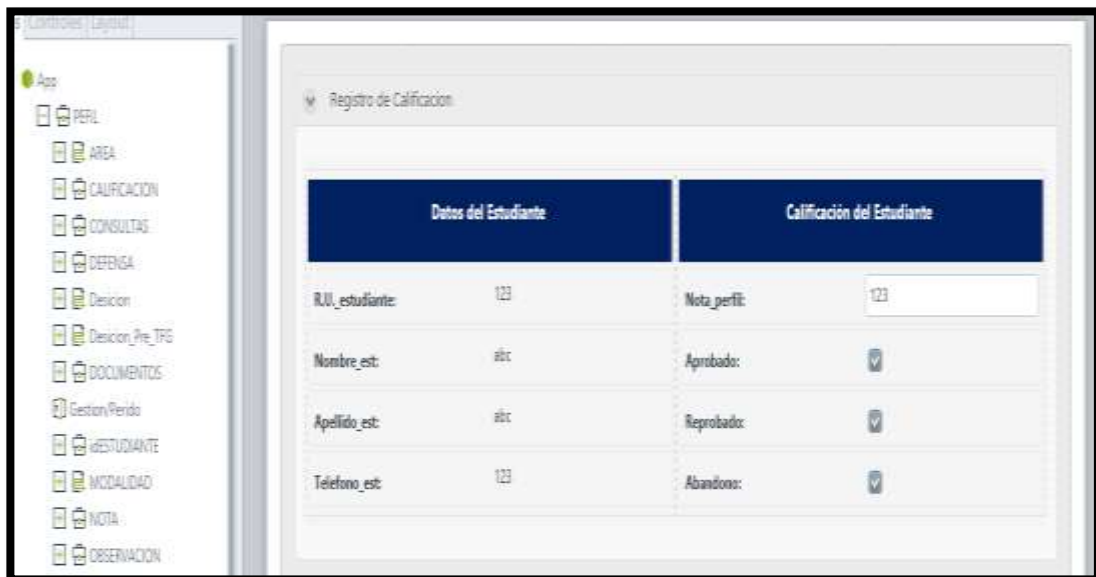 Controles Layout
App
PERFIL
AREA
CALIFICACION
CONSULTAS
DEFENSA
Desicion
Desicion_Pre_TFG
DOCUMENTOS
Gestion/Perido
idESTUDIANTE
MODALIDAD
NOTA
OBSERVACION
Registro de Calificacion
Datos del Estudiante Calificación del Estudiante
R.U._estudiante: 123 Nota_perfil: 123
Nombre_est: abc Aprobado:
Apellido_est: abc Reprobado:
Telefono_est: 123 Abandono: